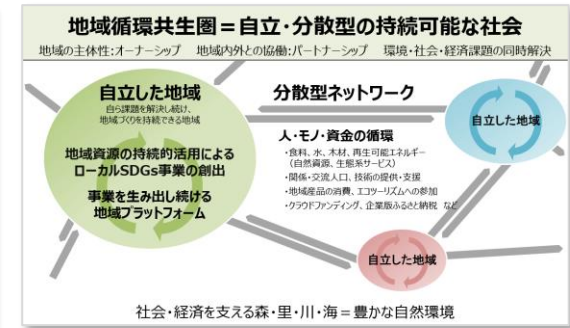 地域循環共生圏＝自立・分散型の持続可能な社会
地域の主体性:オーナーシップ　地域内外との協働:パートナーシップ　環境・社会・経済課題の同時解決
自立した地域
自ら課題を解決し続け、
地域づくりを持続できる地域
地域資源の持続的活用による
ローカルSDGs事業の創出
事業を生み出し続ける
地域プラットフォーム
分散型ネットワーク
人・モノ・資金の循環
・食料、水、木材、再生可能エネルギー
（自然資源、生態系サービス）
・関係・交流人口、技術の提供・支援
・地域産品の消費、エコツーリズムへの参加
・クラウドファンディング、企業版ふるさと納税 など
自立した地域
自立した地域
社会・経済を支える森・里・川・海＝豊かな自然環境